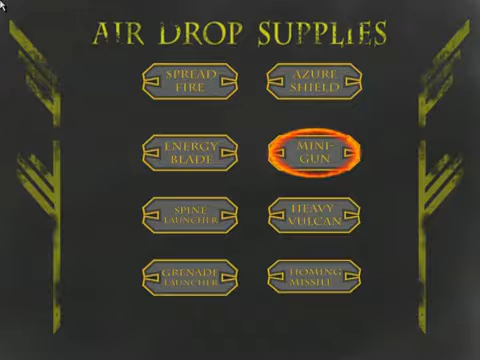 AIR DROP SUPPLIES
SPREAD
FIRE
AZURE
SHIELD
ENERGY
BLADE
MINI-
GUN
SPINE
LAUNCHER
HEAVY
VULCAN
GRENADE
LAUNCHER
HOMING
MISSILE